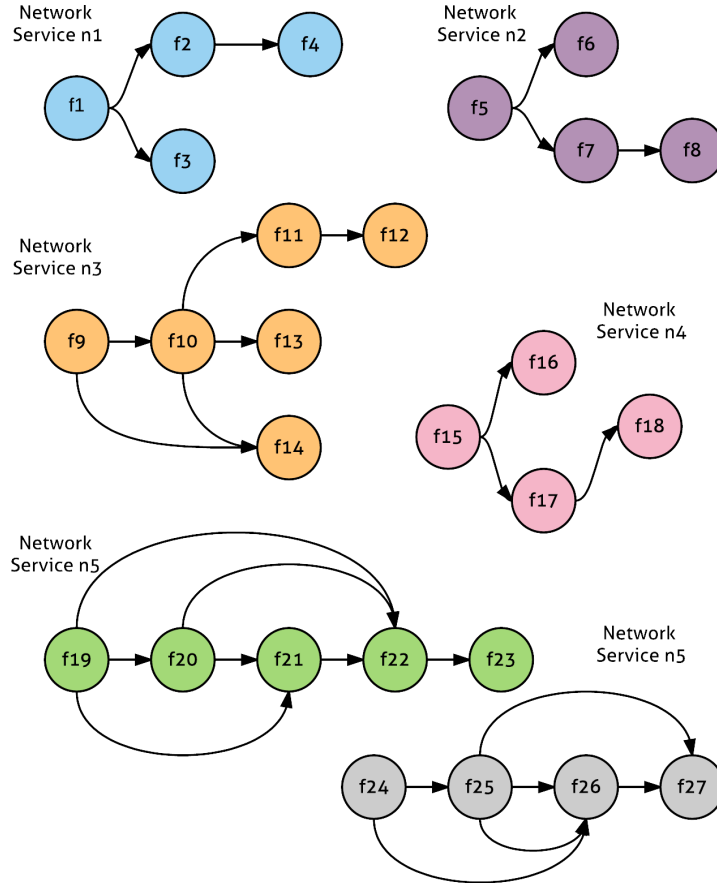 Network
Service n1
f1
f2
f4
f3
Network
Service n2
f5
f6
f7
f8
Network
Service n3
f9
f10
f11
f12
f13
f14
Network
Service n4
f15
f16
f17
f18
Network
Service n5
f19
f20
f21
f22
f23
Network
Service n5
f24
f25
f26
f27